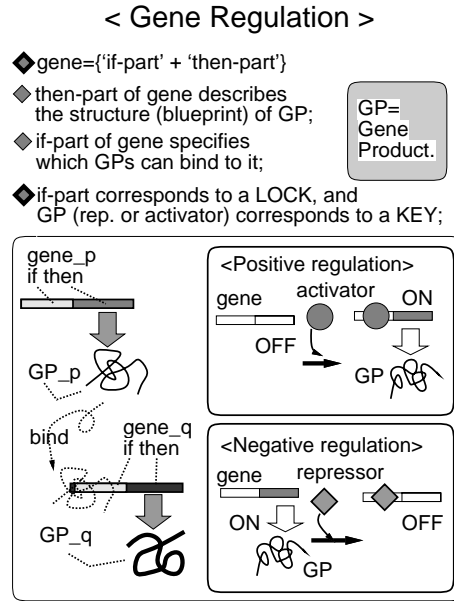 < Gene Regulation >
gene={‘if-part’ + ‘then-part’}
then-part of gene describes
the structure (blueprint) of GP;
if-part of gene specifies
which GPs can bind to it;
GP=
Gene
Product.
if-part corresponds to a LOCK, and
GP (rep. or activator) corresponds to a KEY;
gene_p
if then
GP_p
bind
gene_q
if then
GP_q
<Positive regulation>
gene
activator
ON
OFF
GP
<Negative regulation>
gene
repressor
ON
OFF
GP